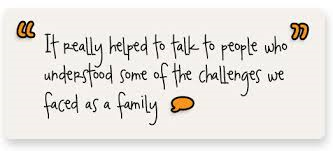 “ It really helped to talk to people who ”
understood some of the challenges we
faced as a family